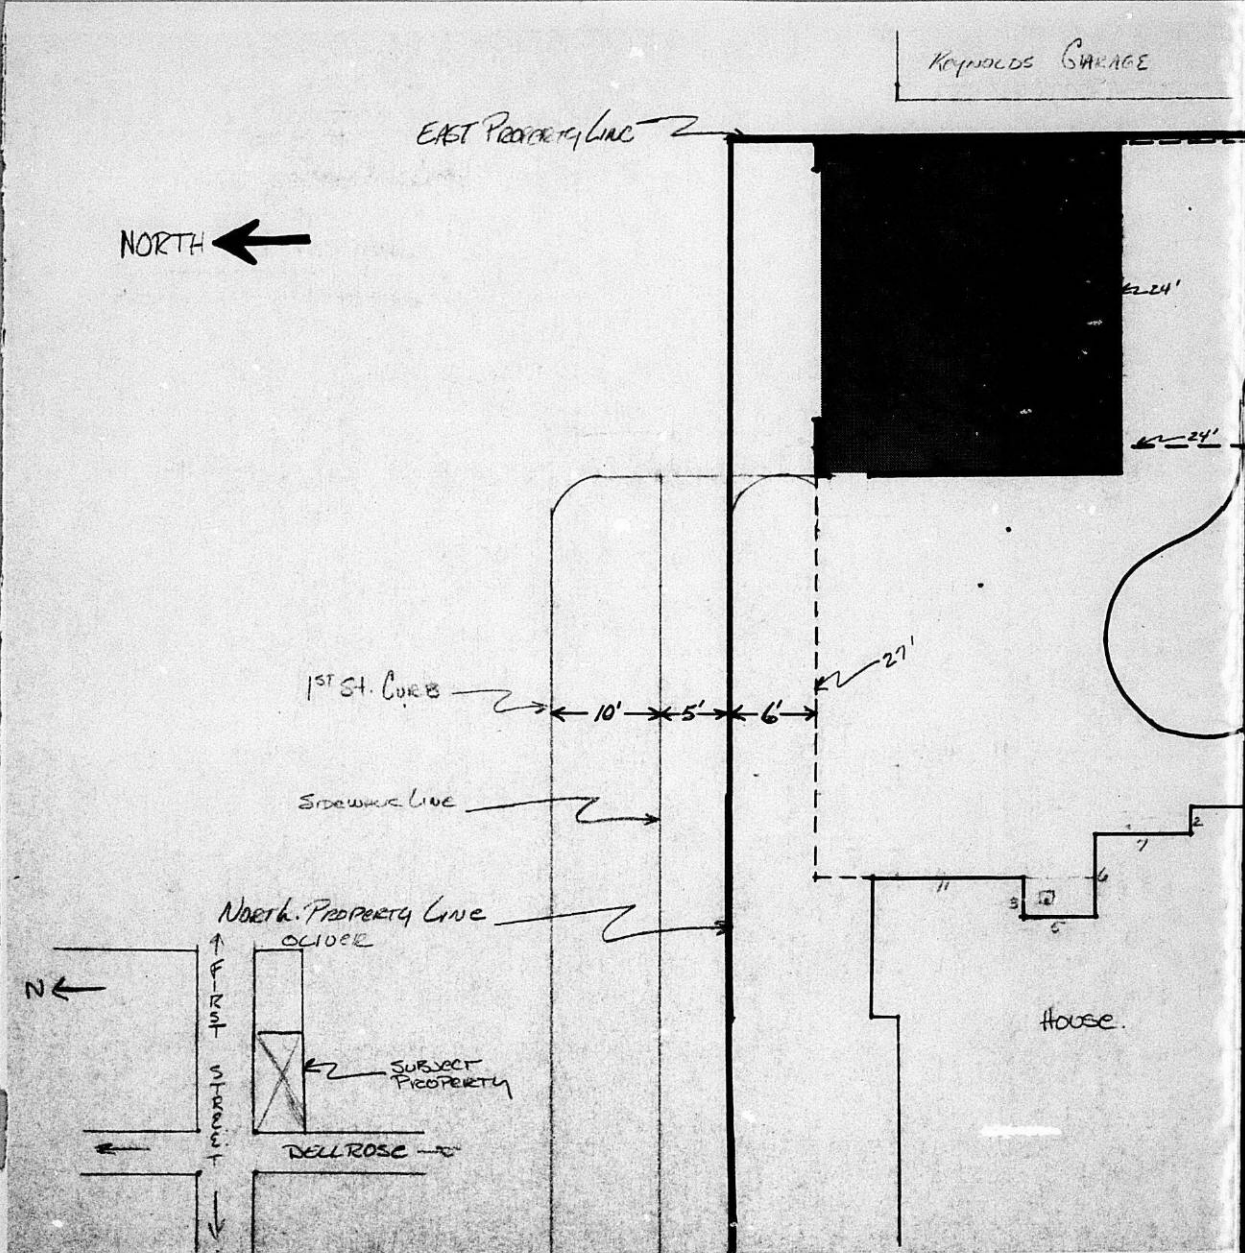 REYNOLDS GARAGE
EAST PROPERTY LINE
NORTH
24'
24'
27'
1ST St. CURB
10'
5'
6'
SIDEWALK LINE
2
7
11
6
3
5
NORTH. PROPERTY LINE
OLIVER
N
FIRST STREET
HOUSE.
SUBJECT
PROPERTY
DELLROSE